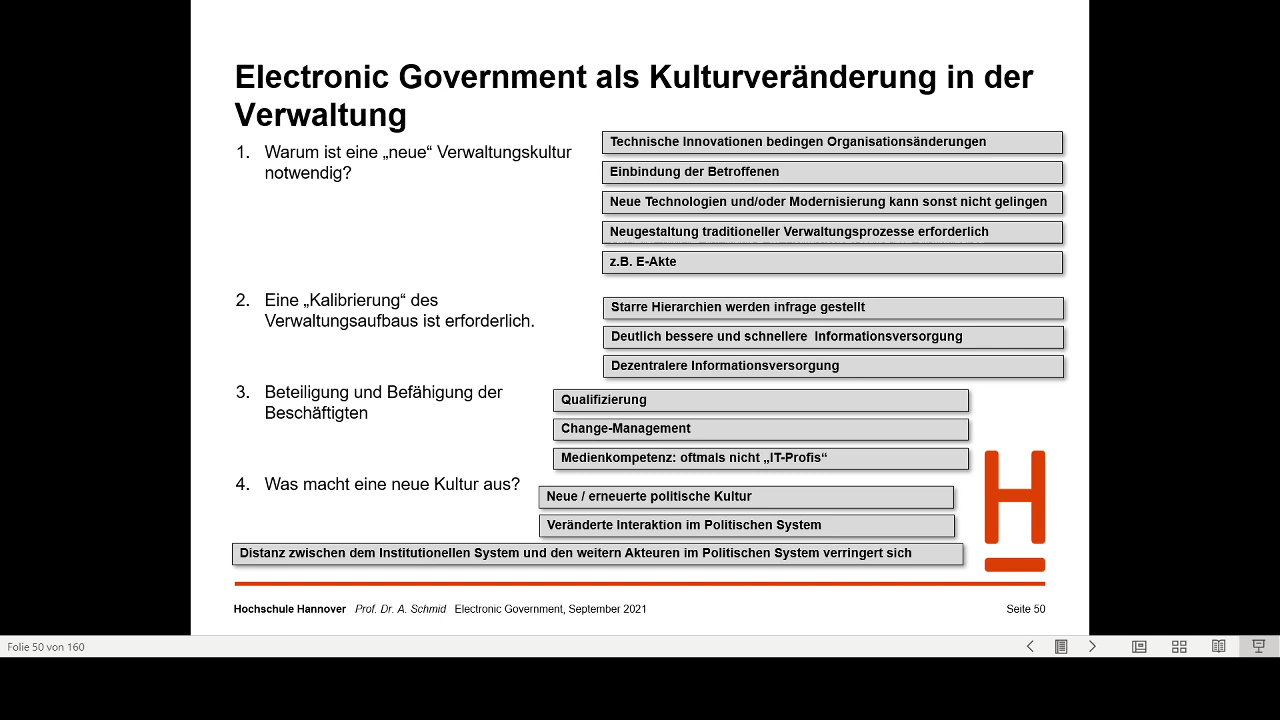 Electronic Government als Kulturveränderung in der
Verwaltung
1. Warum ist eine „neue“ Verwaltungskultur
notwendig?
Technische Innovationen bedingen Organisationsänderungen
Einbindung der Betroffenen
Neue Technologien und/oder Modernisierung kann sonst nicht gelingen
Neugestaltung traditioneller Verwaltungsprozesse erforderlich
z.B. E-Akte
2. Eine „Kalibrierung“ des
Verwaltungsaufbaus ist erforderlich.
Starre Hierarchien werden infrage gestellt
Deutlich bessere und schnellere Informationsversorgung
Dezentralere Informationsversorgung
3. Beteiligung und Befähigung der
Beschäftigten
Qualifizierung
Change-Management
Medienkompetenz: oftmals nicht „IT-Profis“
4. Was macht eine neue Kultur aus?
Neue / erneuerte politische Kultur
Veränderte Interaktion im Politischen System
Distanz zwischen dem Institutionellen System und den weitern Akteuren im Politischen System verringert sich
H
Hochschule Hannover Prof. Dr. A. Schmid Electronic Government, September 2021 Seite 50
Folie 50 von 160